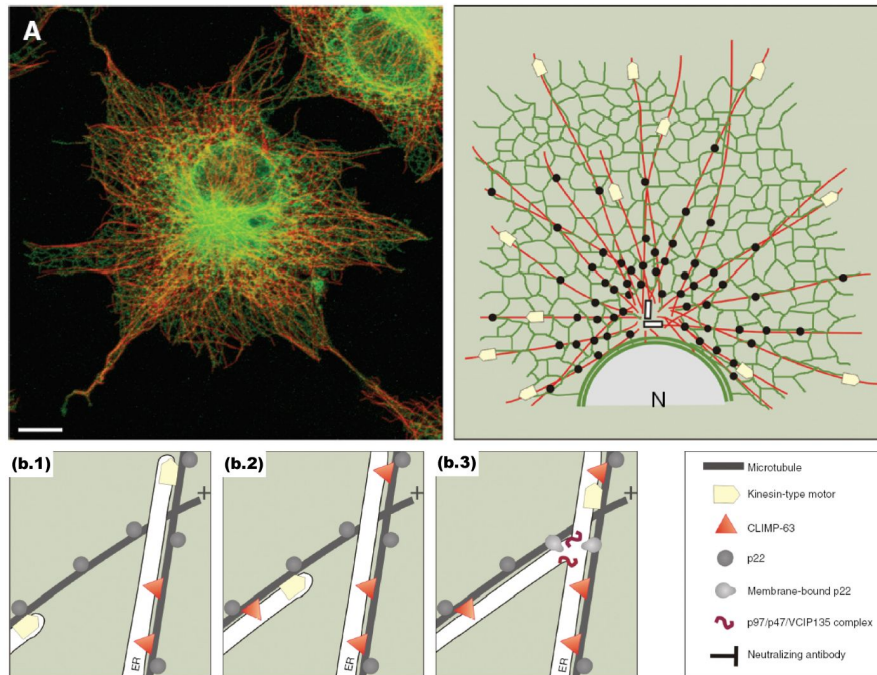 A
N
(b.1)
(b.2)
(b.3)
+
+
+
ER
ER
ER
Microtubule
Kinesin-type motor
CLIMP-63
p22
Membrane-bound p22
p97/p47/VCIP135 complex
Neutralizing antibody